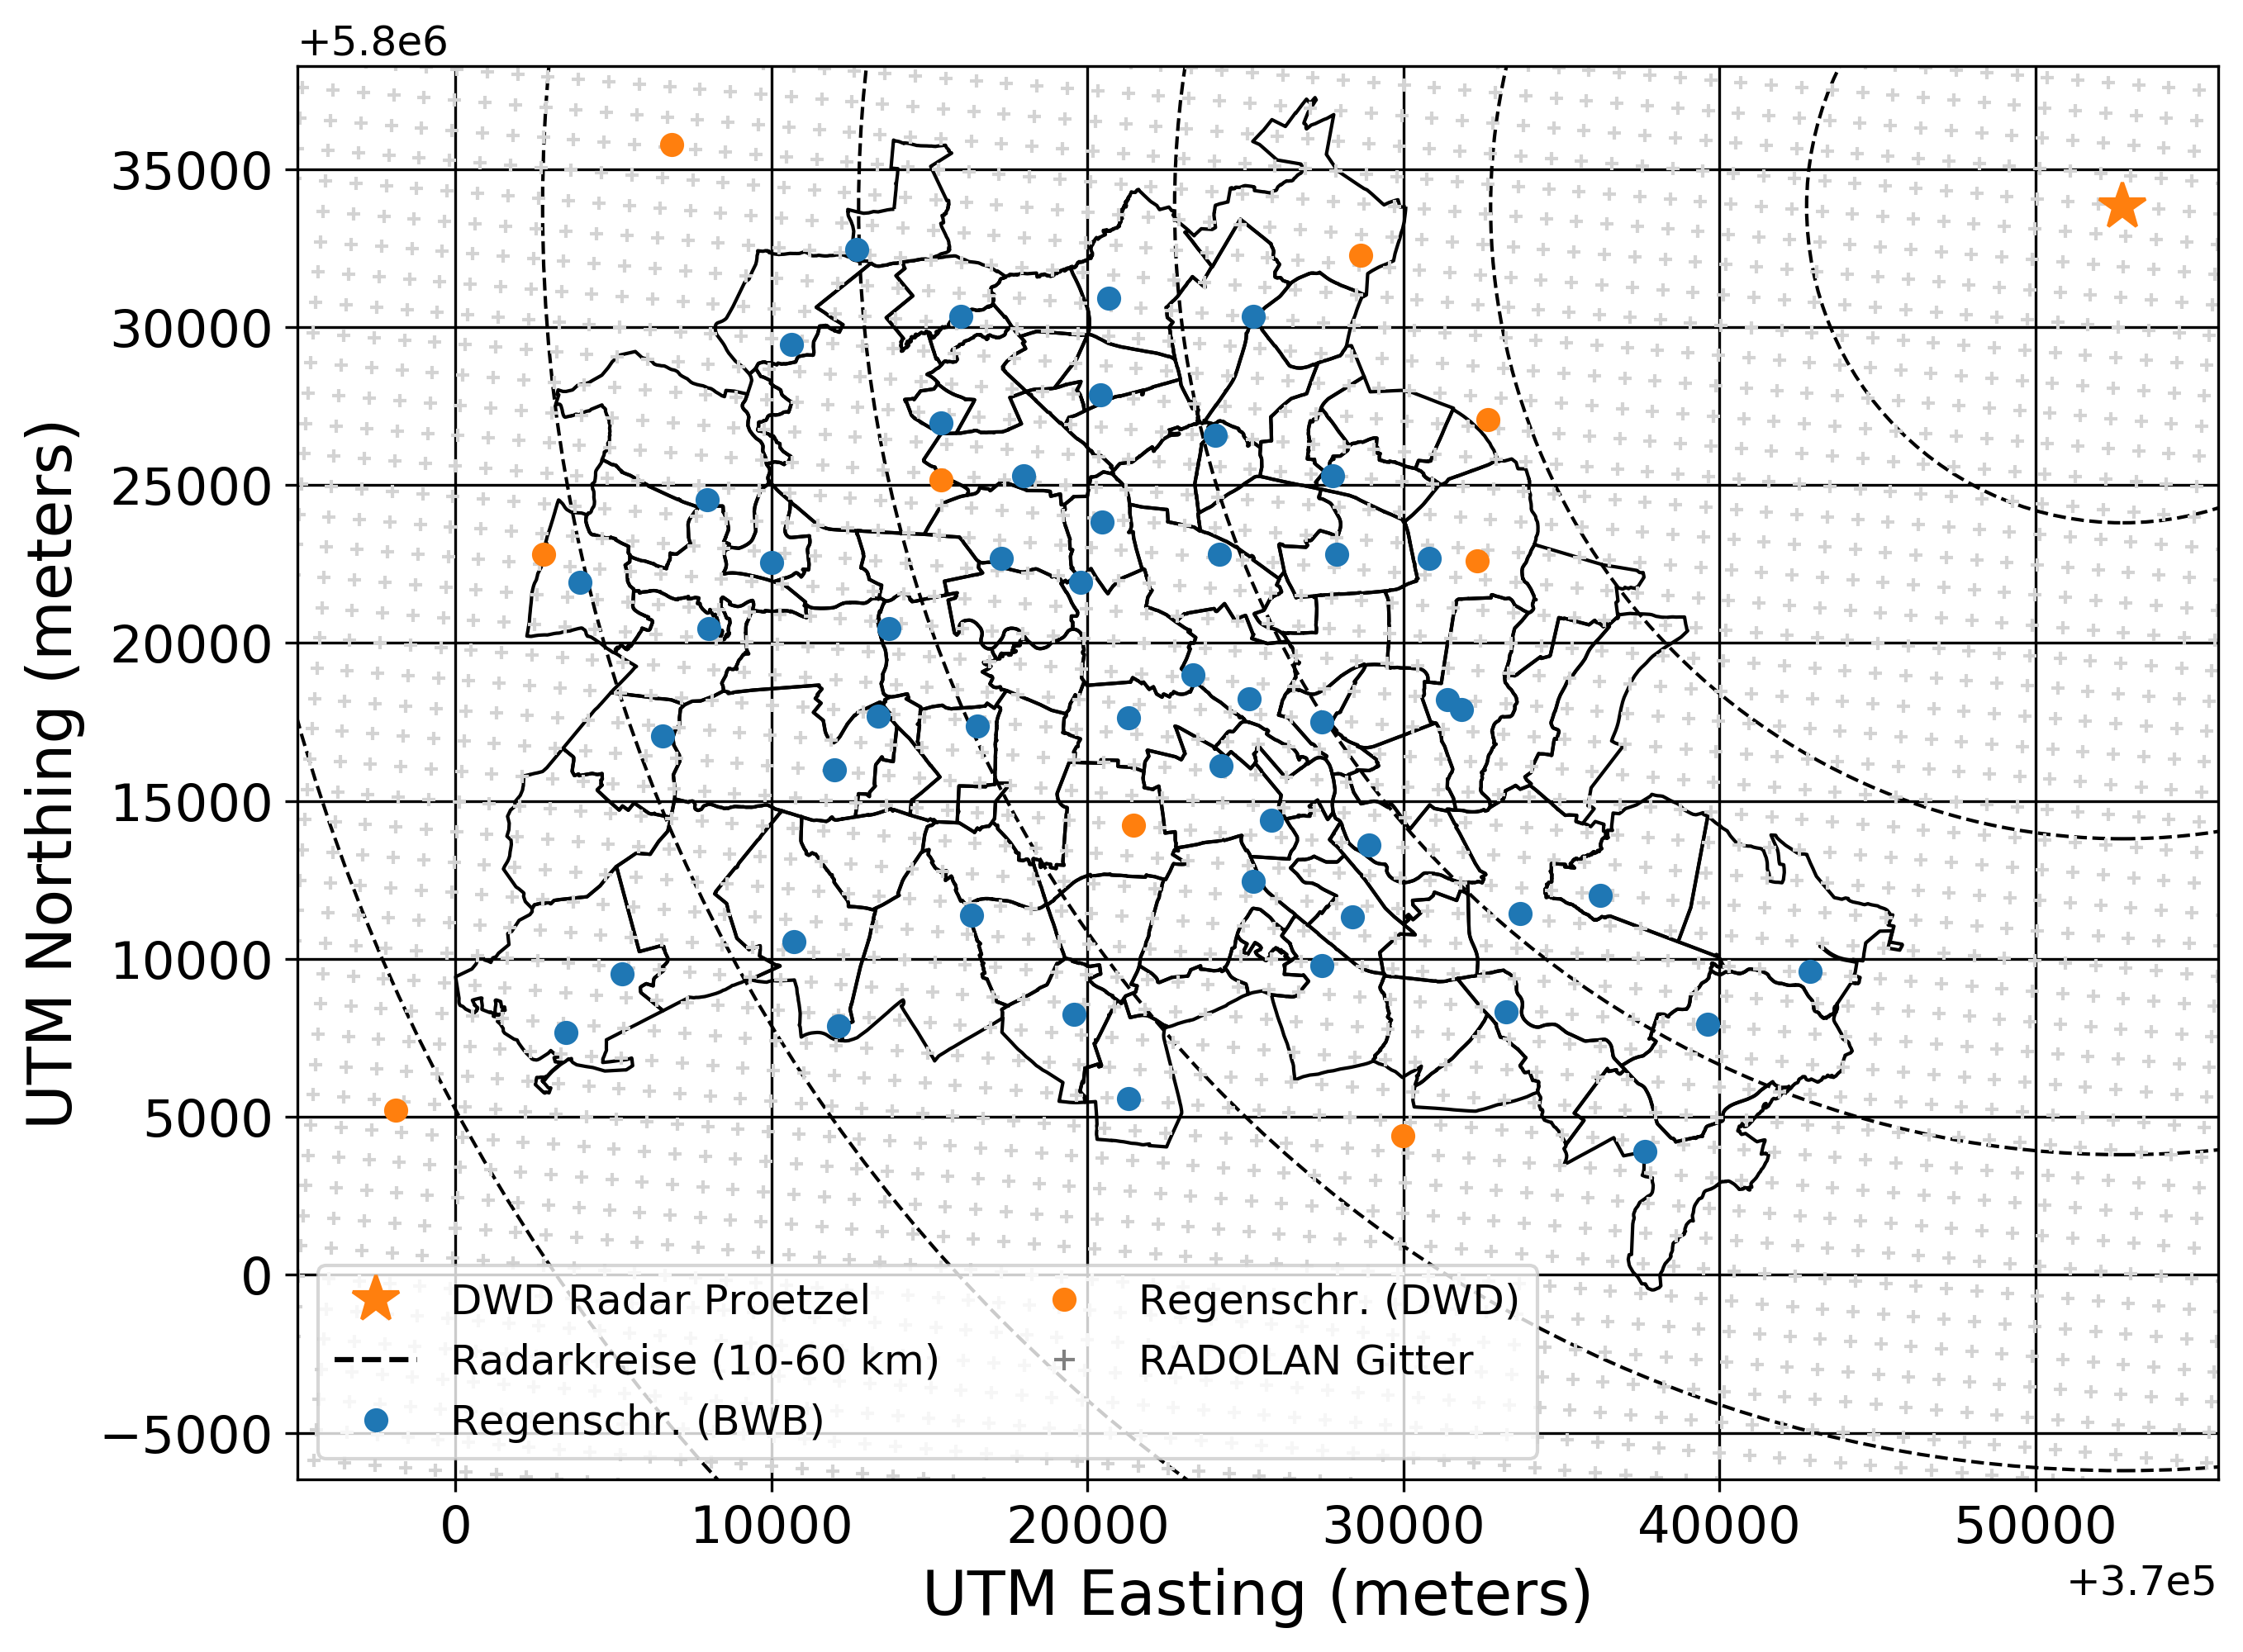 +5.8e6
35000
30000
25000
20000
15000
10000
5000
0
−5000
UTM Northing (meters)
DWD Radar Proetzel
Radarkreise (10-60 km)
Regenschr. (BWB)
Regenschr. (DWD)
RADOLAN Gitter
0 10000 20000 30000 40000 50000
+3.7e5
UTM Easting (meters)